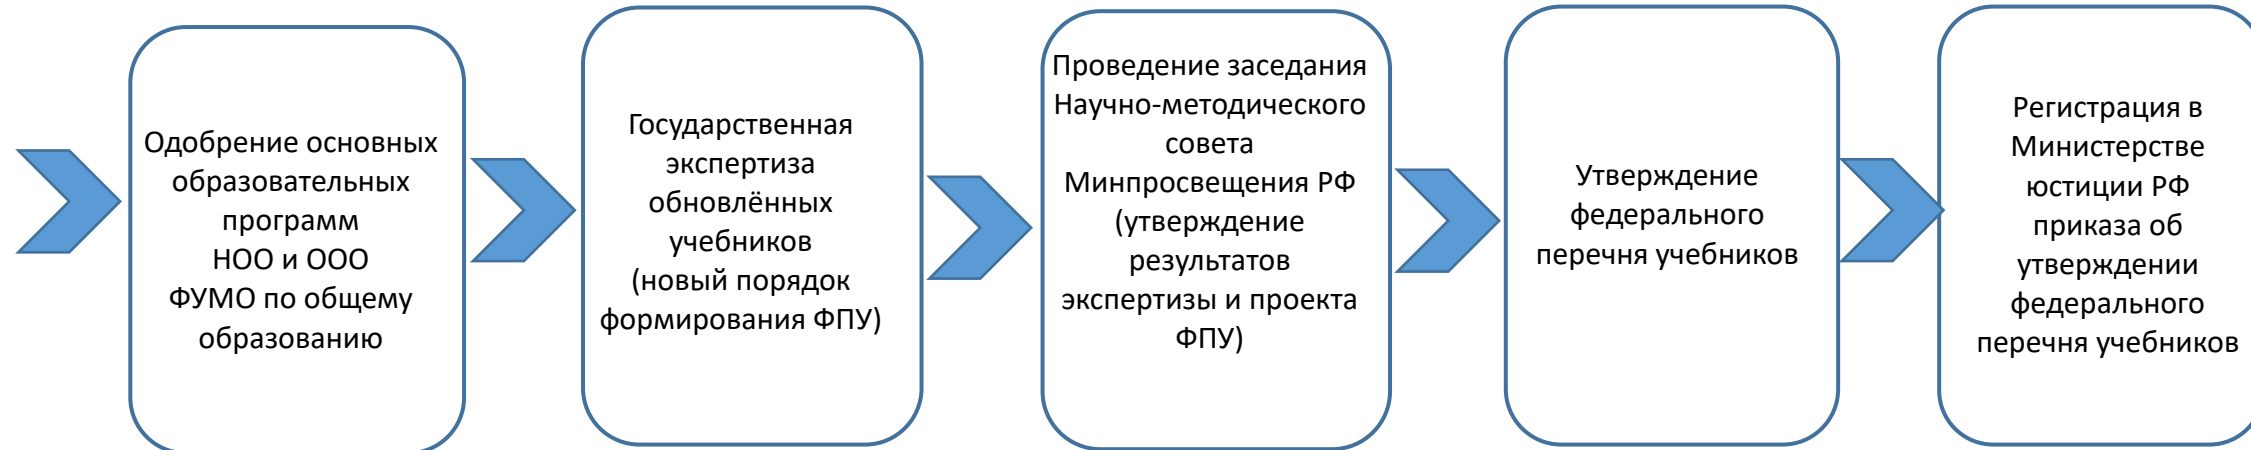 Одобрение основных
образовательных
программ
НОО и ООО
ФУМО по общему
образованию
Государственная
экспертиза
обновлённых
учебников
(новый порядок
формирования ФПУ)
Проведение заседания
Научно-методического
совета
Минпросвещения РФ
(утверждение
результатов
экспертизы и проекта
ФПУ)
Утверждение
федерального
перечня учебников
Регистрация в
Министерстве
юстиции РФ
приказа об
утверждении
федерального
перечня учебников